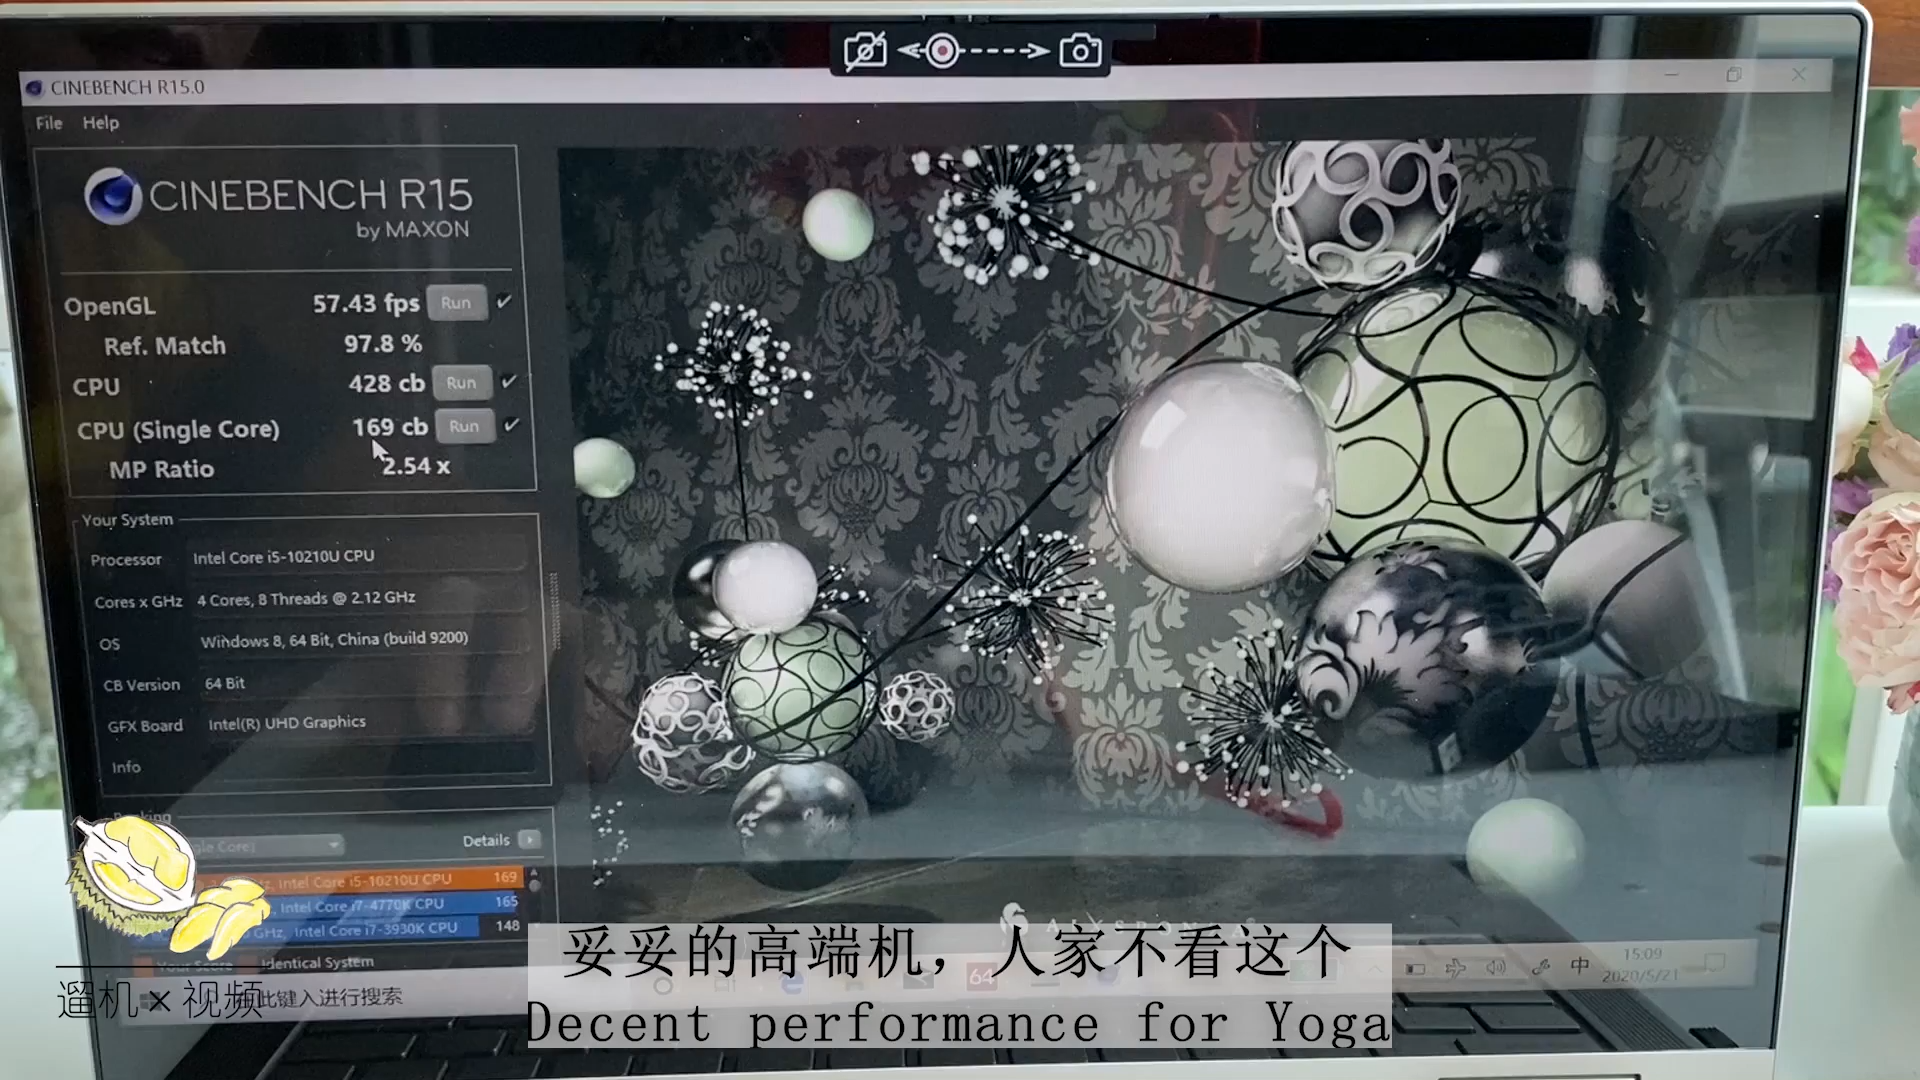 CINEBENCH R15.0
File Help
CINEBENCH R15
by MAXON
OpenGL 57.43 fps Run
Ref. Match 97.8 %
CPU 428 cb Run
CPU (Single Core) 169 cb Run
MP Ratio 2.54 x
Your System
Processor Intel Core i5-10210U CPU
Cores x GHz 4 Cores, 8 Threads @ 2.12 GHz
OS Windows 8, 64 Bit, China (build 9200)
CB Version 64 Bit
GFX Board Intel(R) UHD Graphics
Info
Details
Intel Core i5-10210U CPU 169
Intel Core i7-4770K CPU 165
GHz, Intel Core i7-3930K CPU 148
Your Score Identical System
妥妥的高端机，人家不看这个
Decent performance for Yoga
遛机×视频
此键入进行搜索
64
中
15:09
2020/5/21